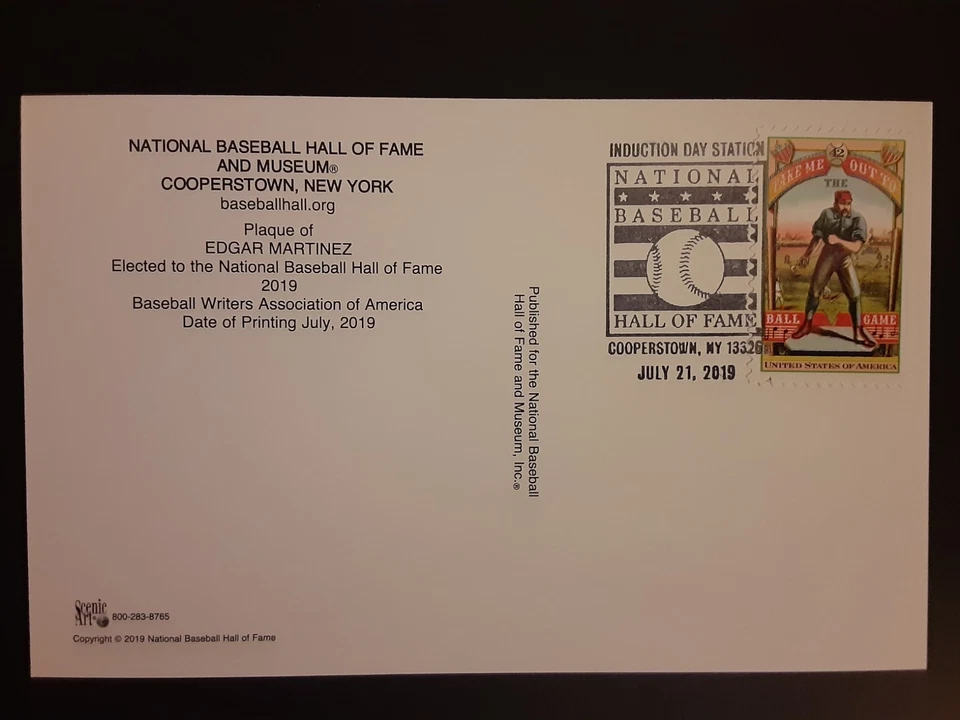 NATIONAL BASEBALL HALL OF FAME
AND MUSEUM®
COOPERSTOWN, NEW YORK
baseballhall.org
Plaque of
EDGAR MARTINEZ
Elected to the National Baseball Hall of Fame
2019
Baseball Writers Association of America
Date of Printing July, 2019
Published for the National Baseball
Hall of Fame and Museum, Inc.®
INDUCTION DAY STATION
NATIONAL
BASEBALL
HALL OF FAME
COOPERSTOWN, NY 13326
JULY 21, 2019
42
TAKE ME OUT TO
THE
BALL GAME
UNITED STATES OF AMERICA
Scenic
Art® 800-283-8765
Copyright © 2019 National Baseball Hall of Fame